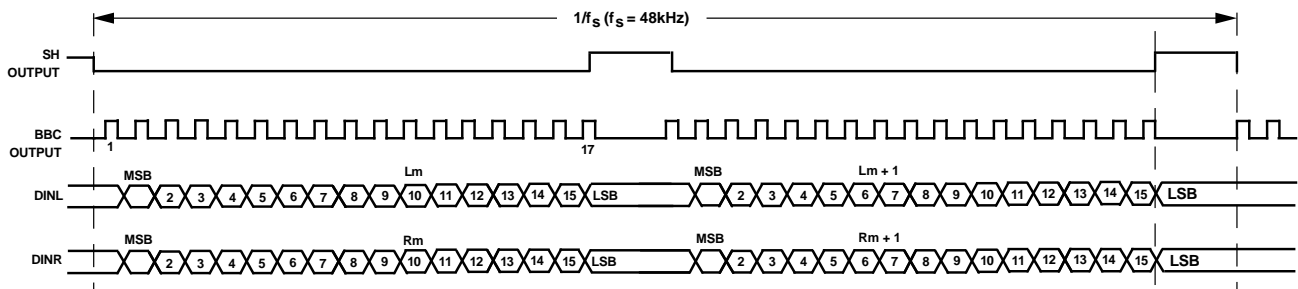 1/fs (fs = 48kHz)
SH
OUTPUT
BBC
OUTPUT
1
17
MSB
Lm
MSB
Lm + 1
DINL
2 3 4 5 6 7 8 9 10 11 12 13 14 15 LSB
2 3 4 5 6 7 8 9 10 11 12 13 14 15 LSB
MSB
Rm
MSB
Rm + 1
DINR
2 3 4 5 6 7 8 9 10 11 12 13 14 15 LSB
2 3 4 5 6 7 8 9 10 11 12 13 14 15 LSB